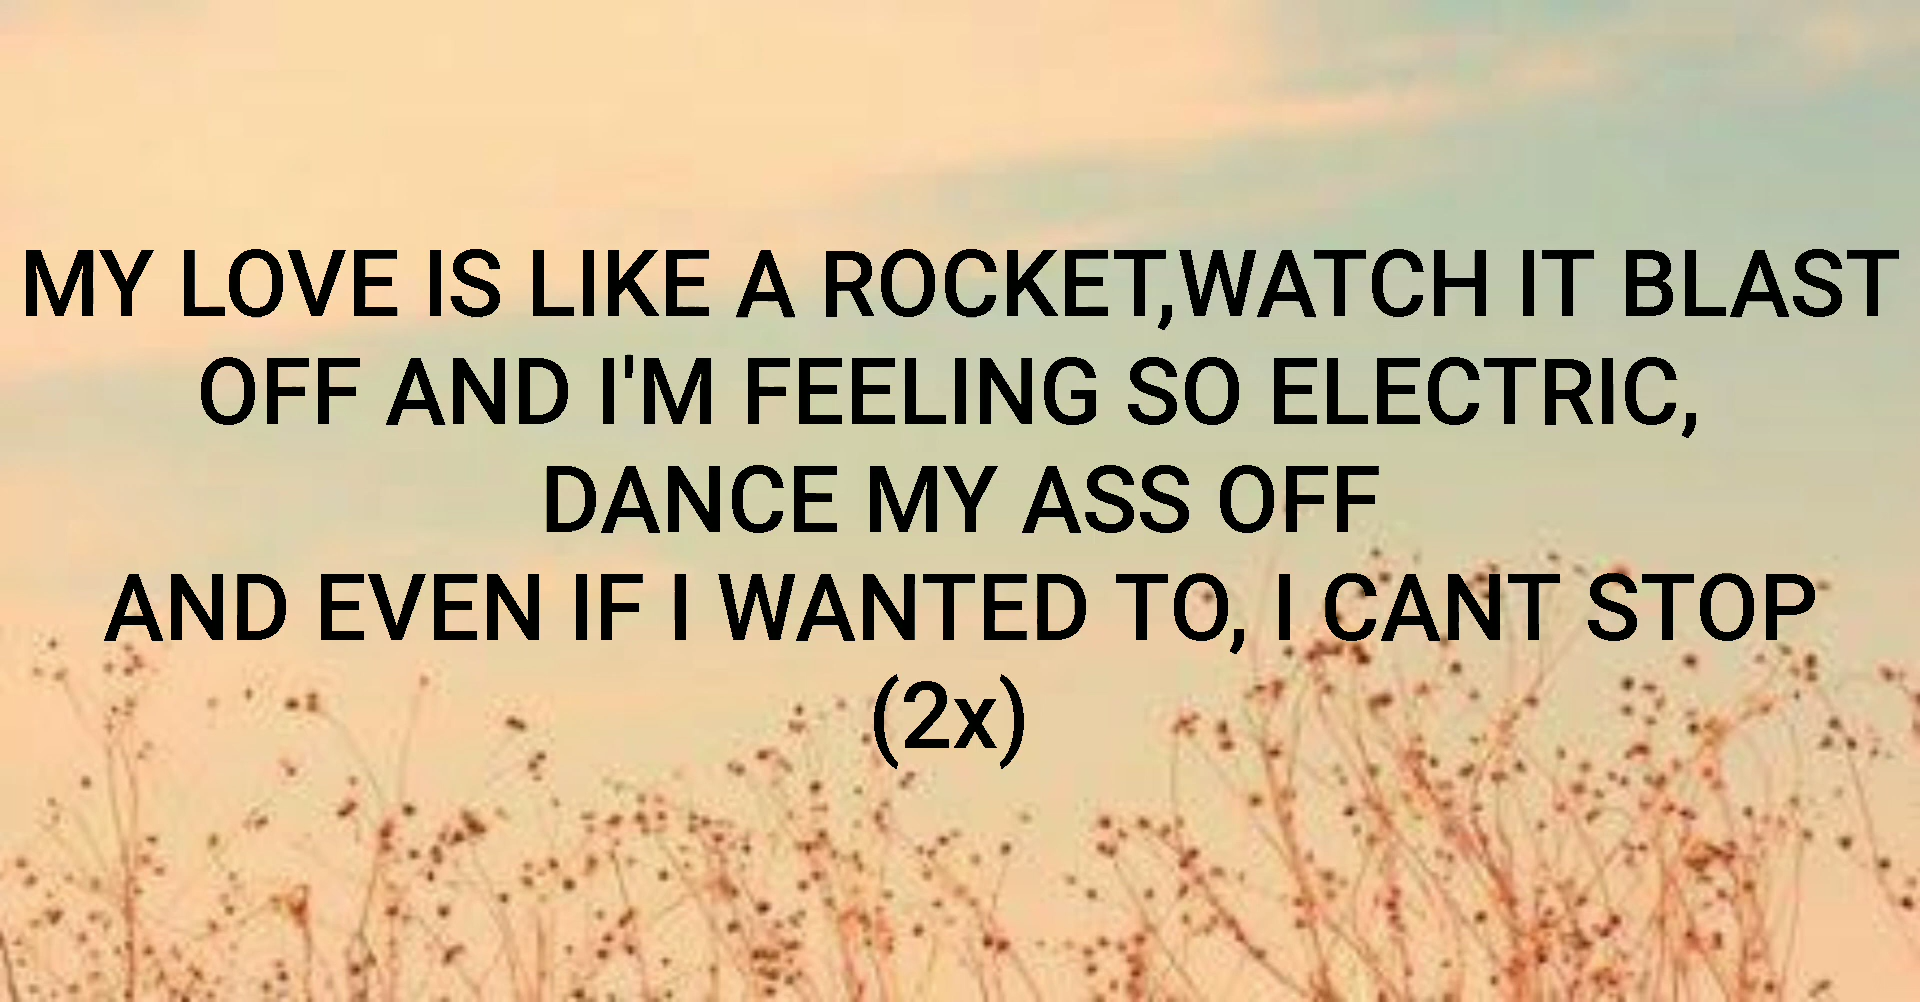 MY LOVE IS LIKE A ROCKET,WATCH IT BLAST
OFF AND I'M FEELING SO ELECTRIC,
DANCE MY ASS OFF
AND EVEN IF I WANTED TO, I CANT STOP
(2x)